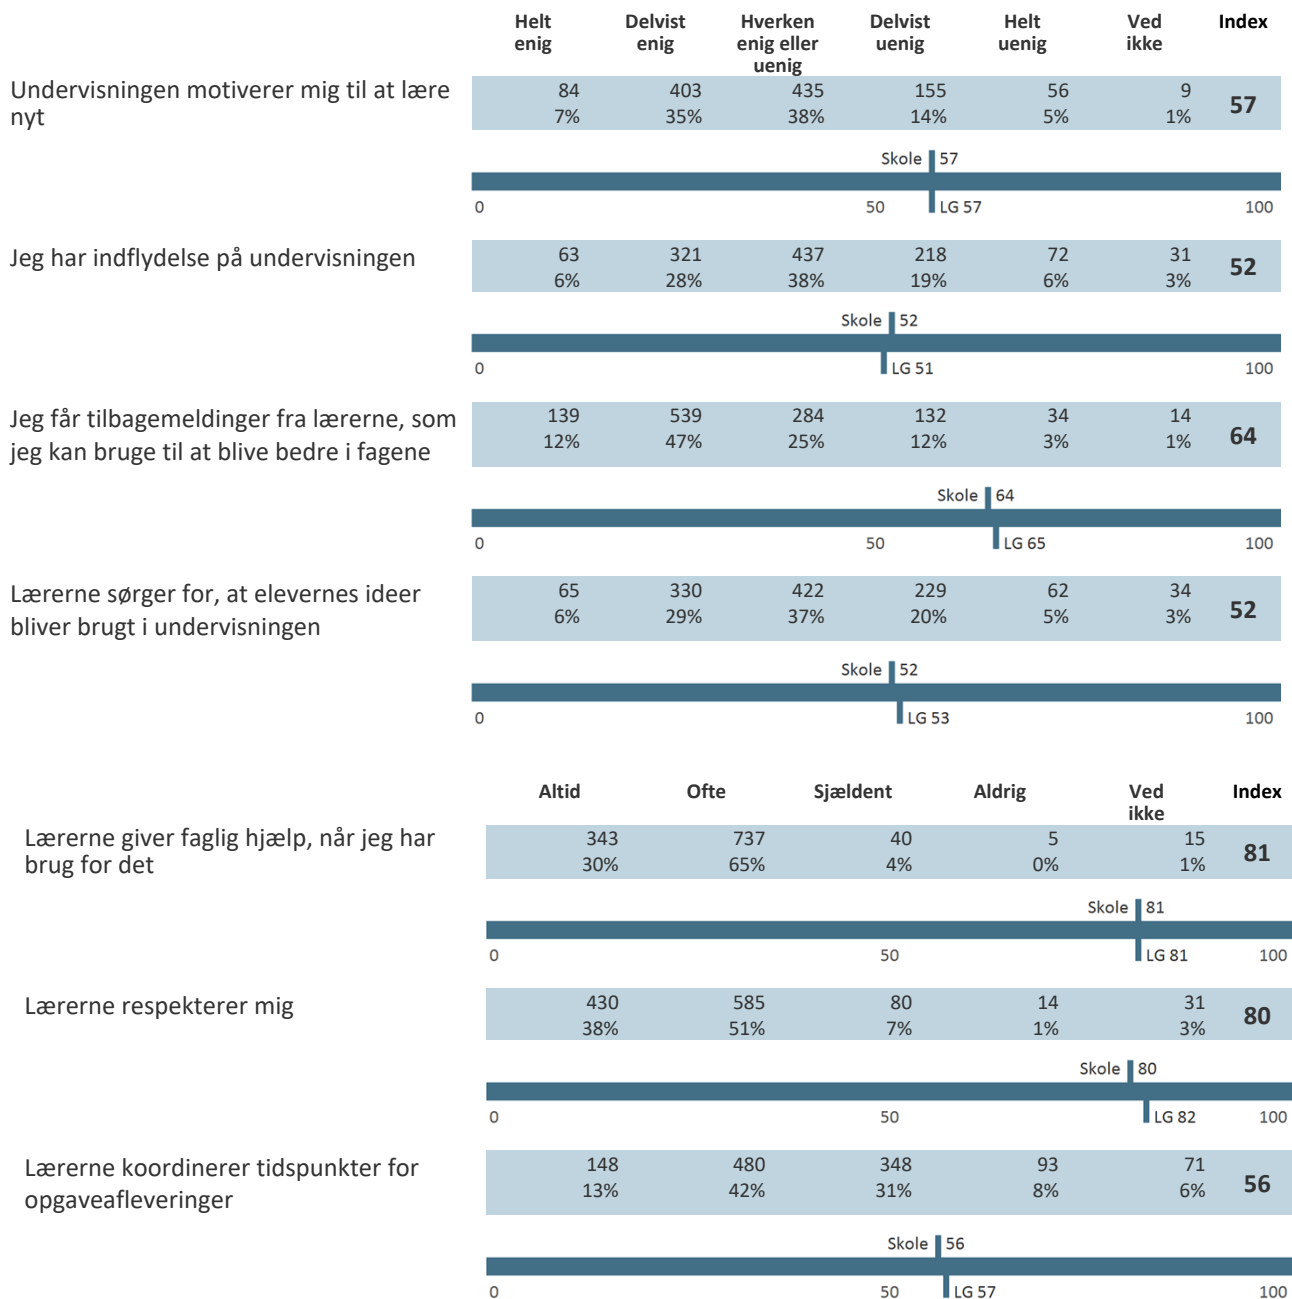 Helt Delvist Hverken Delvist Helt Ved Index
enig enig enig eller uenig uenig ikke
uenig
Undervisningen motiverer mig til at lære 84 403 435 155 56 9 57
nyt 7% 35% 38% 14% 5% 1%
Skole 57
0 50 LG 57 100
Jeg har indflydelse på undervisningen 63 321 437 218 72 31 52
6% 28% 38% 19% 6% 3%
Skole 52
0 LG 51 100
Jeg får tilbagemeldinger fra lærerne, som 139 539 284 132 34 14 64
jeg kan bruge til at blive bedre i fagene 12% 47% 25% 12% 3% 1%
Skole 64
0 50 LG 65 100
Lærerne sørger for, at elevernes ideer 65 330 422 229 62 34 52
bliver brugt i undervisningen 6% 29% 37% 20% 5% 3%
Skole 52
0 LG 53 100
Altid Ofte Sjældent Aldrig Ved Index
ikke
Lærerne giver faglig hjælp, når jeg har 343 737 40 5 15 81
brug for det 30% 65% 4% 0% 1%
Skole 81
0 50 LG 81 100
Lærerne respekterer mig 430 585 80 14 31 80
38% 51% 7% 1% 3%
Skole 80
0 50 LG 82 100
Lærerne koordinerer tidspunkter for 148 480 348 93 71 56
opgaveafleveringer 13% 42% 31% 8% 6%
Skole 56
0 50 LG 57 100